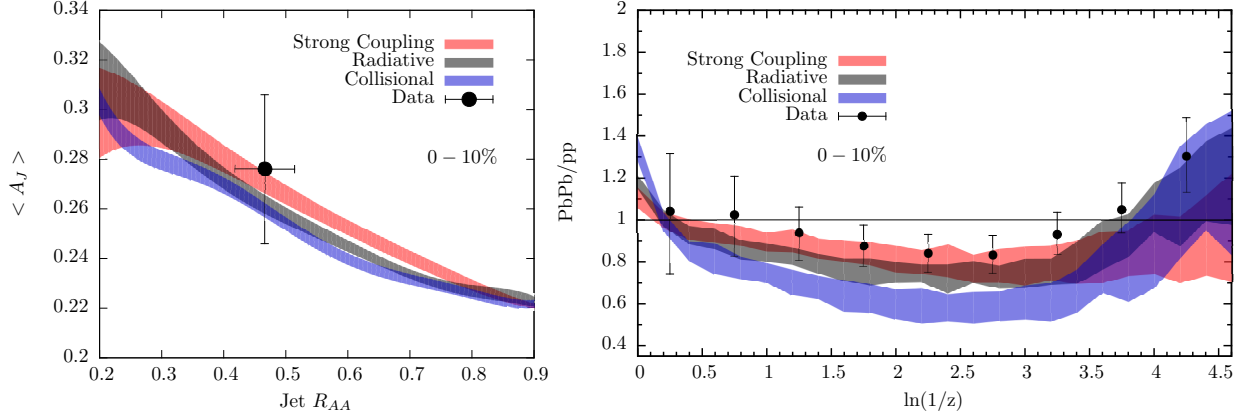 0.34
0.32
0.3
0.28
0.26
0.24
0.22
0.2
< A_J >
Strong Coupling
Radiative
Collisional
Data
0 − 10%
0.2 0.3 0.4 0.5 0.6 0.7 0.8 0.9
Jet R_{AA}
2
1.8
1.6
1.4
1.2
1
0.8
0.6
0.4
PbPb/pp
Strong Coupling
Radiative
Collisional
Data
0 − 10%
0 0.5 1 1.5 2 2.5 3 3.5 4 4.5
ln(1/z)